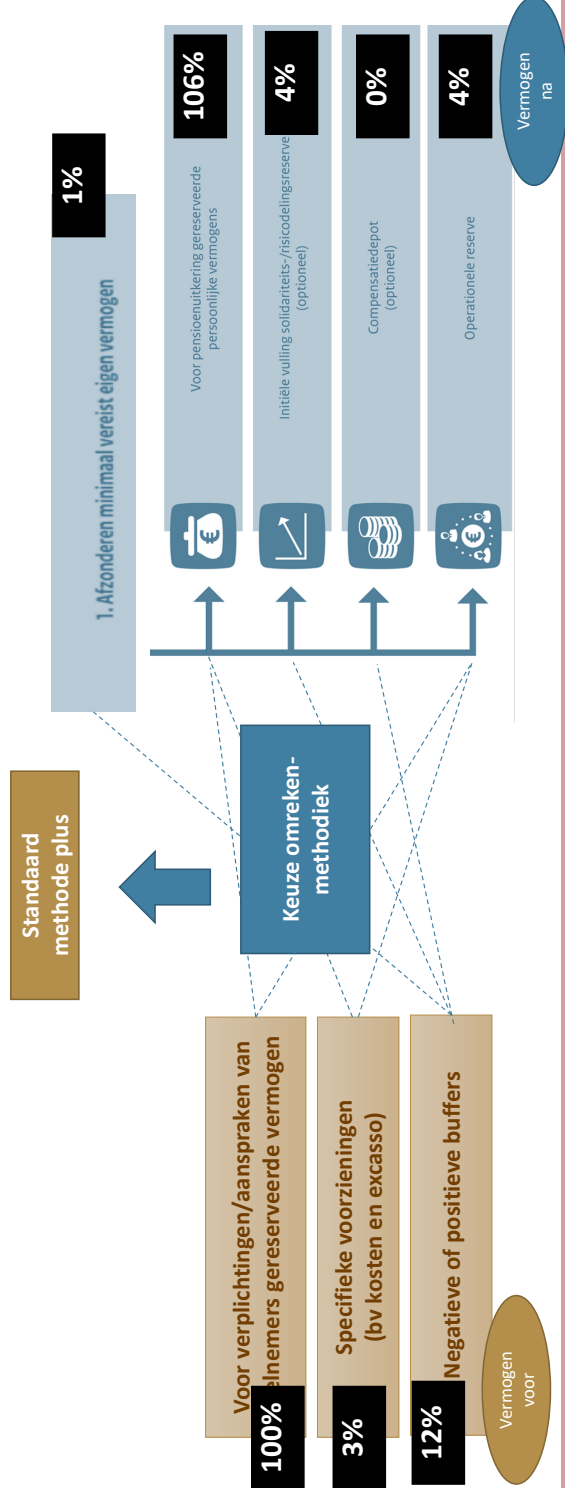 Standaard
methode plus
Voor verplichtingen/aanspraken van
elnemers gereserveerde vermogen
100%
Specifieke voorzieningen
(bv kosten en excasso)
3%
Negatieve of positieve buffers
12%
Vermogen
voor
Keuze omreken-
methodiek
1. Afzonderen minimaal vereist eigen vermogen
1%
Voor pensioenuitkering gereserveerde
persoonlijke vermogens
106%
Initiële vulling solidariteits-/risicodelingsreserve
(optioneel)
4%
Compensatiedepot
(optioneel)
0%
Operationele reserve
4%
Vermogen
na